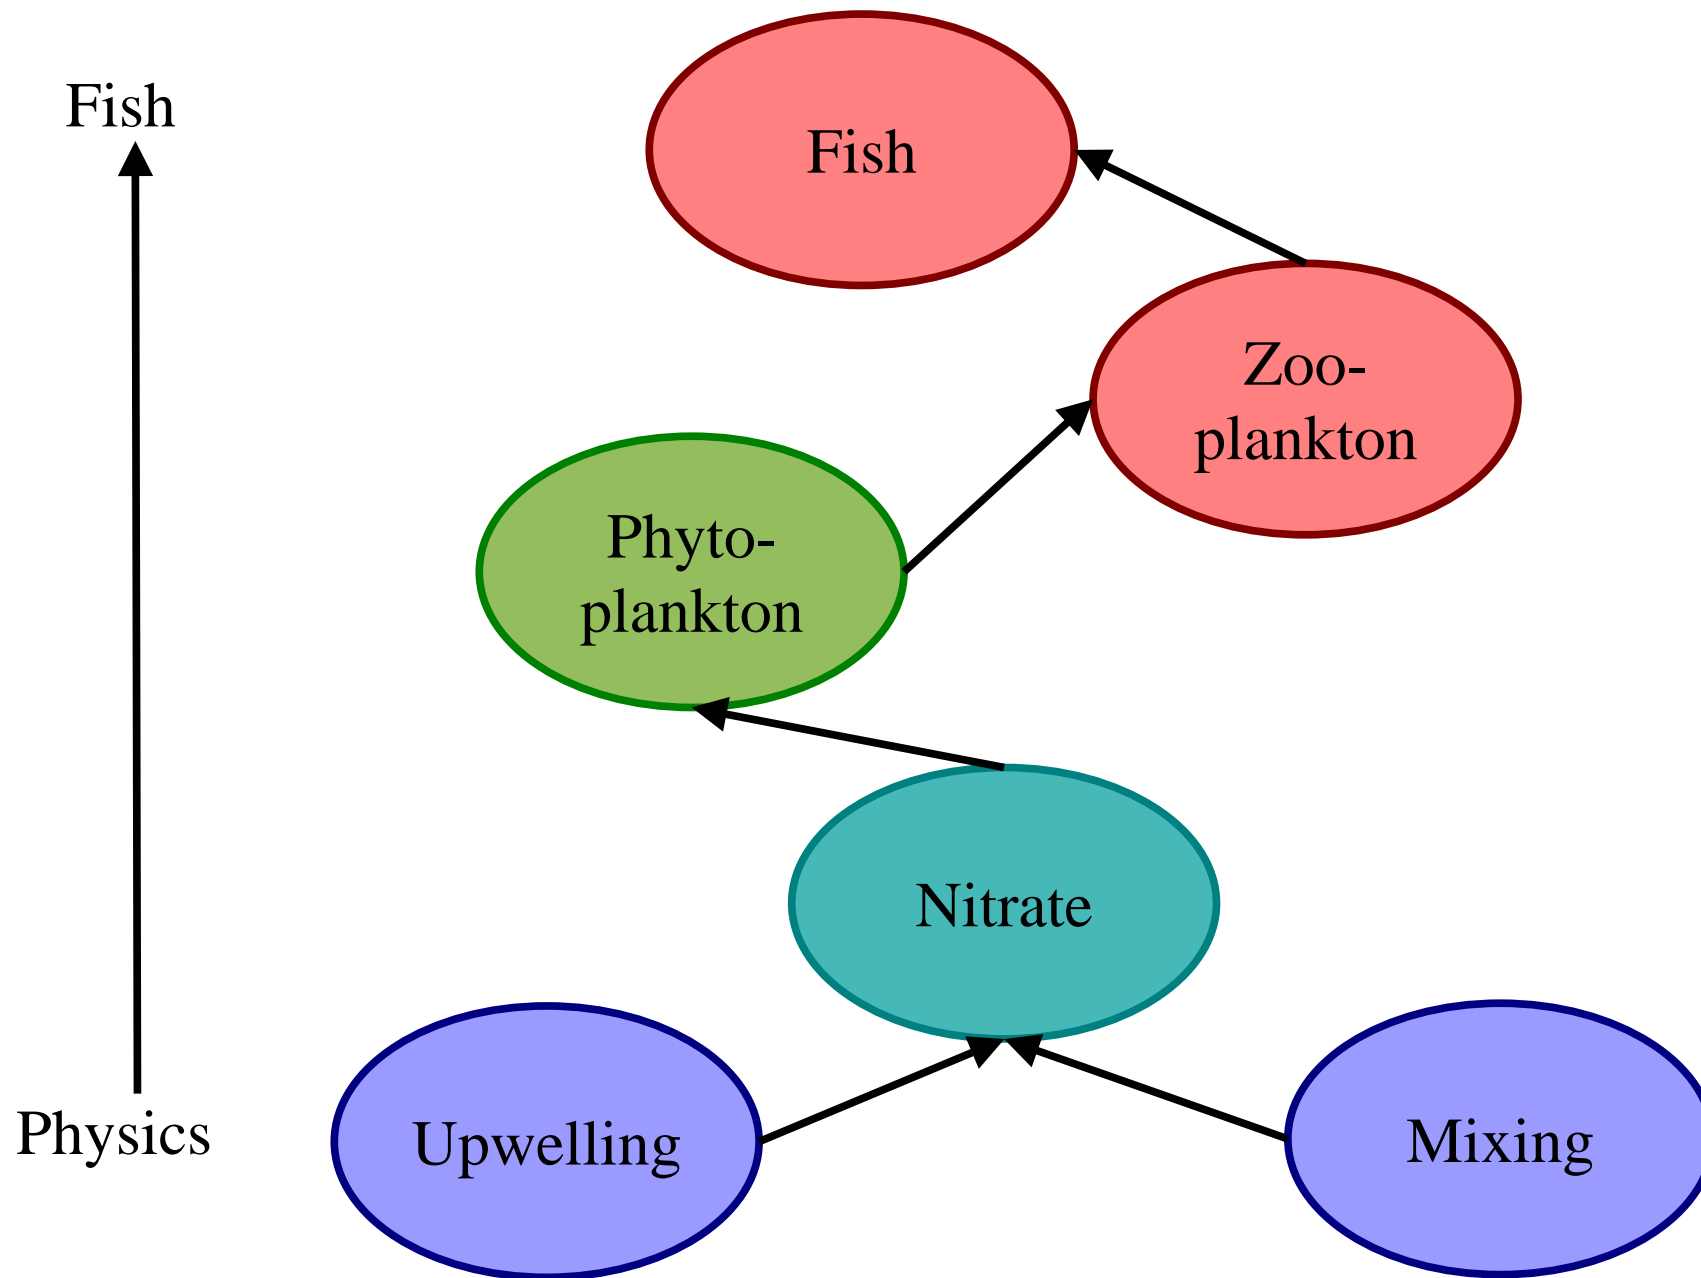 Fish
Fish
Zoo-
plankton
Phyto-
plankton
Nitrate
Physics
Upwelling
Mixing